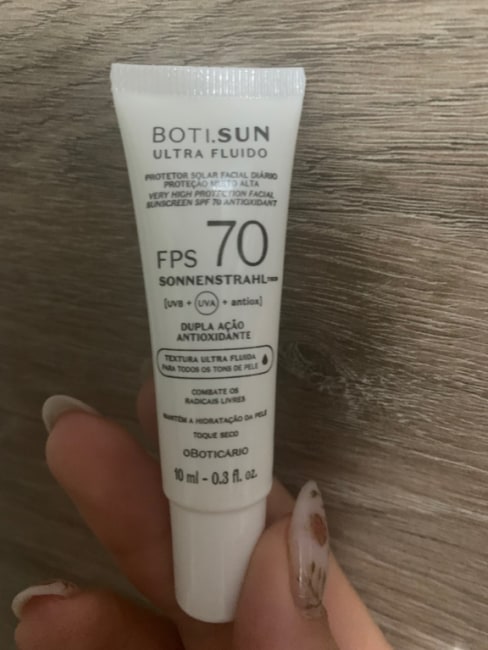 BOTI.SUN
ULTRA FLUIDO
PROTETOR SOLAR FACIAL DIÁRIO
PROTEÇÃO MUITO ALTA
VERY HIGH PROTECTION FACIAL
SUNSCREEN SPF 70 ANTIOXIDANT
FPS 70
SONNENSTRAHL
[UVB + UVA + antiox]
DUPLA AÇÃO
ANTIOXIDANTE
TEXTURA ULTRA FLUIDA
PARA TODOS OS TONS DE PELE
COMBATE OS
RADICAIS LIVRES
MANTÉM A HIDRATAÇÃO DA PELE
TOQUE SECO
OBOTICÁRIO
10 ml - 0.3 fl. oz.